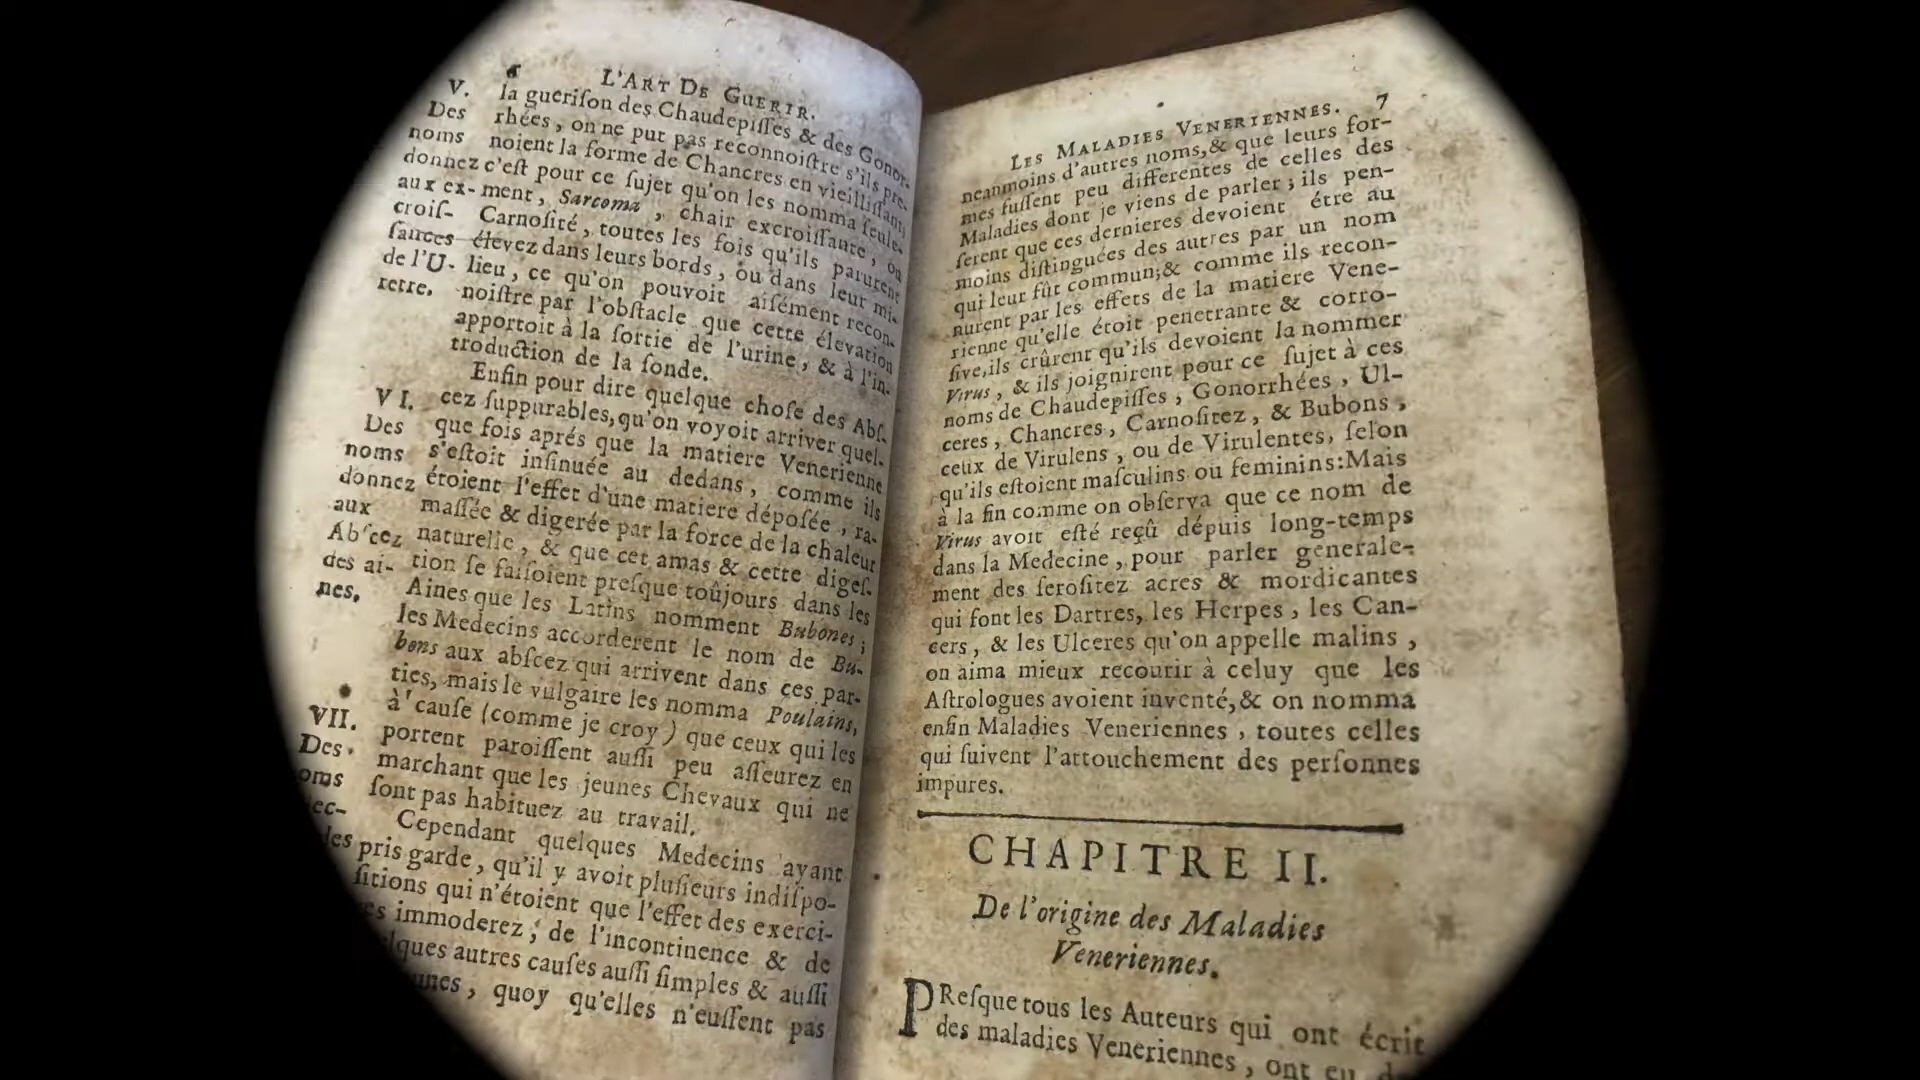 6 L'ART DE GUERIR.
V. la guerison des Chaudepisses & des Gonor-
Des rhées, on ne put pas reconnoistre s'ils pre-
noms noient la forme de Chancres en vieillissant;
donnez c'est pour ce sujet qu'on les nomma seule-
aux ex- ment, Sarcoma, chair excroissante, ou
crois- Carnosité, toutes les fois qu'ils parurent
sances élevez dans leurs bords, ou dans leur mi-
de l'U- lieu, ce qu'on pouvoit aisément recon-
retre. noistre par l'obstacle que cette élevation
apportoit à la sortie de l'urine, & à l'in-
troduction de la sonde.
Enfin pour dire quelque chose des Abs-
VI. cez suppurables, qu'on voyoit arriver quel-
Des que fois aprés que la matiere Venerienne
noms s'estoit insinuée au dedans, comme ils
donnez étoient l'effet d'une matiere déposée, ra-
aux massée & digerée par la force de la chaleur
Abscez naturelle, & que cet amas & cette diges-
des ai- tion se faisoient presque toûjours dans les
nes. Aines que les Latins nomment Bubones;
les Medecins accorderent le nom de Bu-
bons aux abscez qui arrivent dans ces par-
ties, mais le vulgaire les nomma Poulains,
à cause (comme je croy) que ceux qui les
VII. portent paroissent aussi peu asseurez en
Des marchant que les jeunes Chevaux qui ne
oms sont pas habituez au travail.
ec- Cependant quelques Medecins ayant
les pris garde, qu'il y avoit plusieurs indispo-
sitions qui n'étoient que l'effet des exerci-
es immoderez, de l'incontinence & de
lques autres causes aussi simples & aussi
unes, quoy qu'elles n'eussent pas
LES MALADIES VENERIENNES. 7
neanmoins d'autres noms, & que leurs for-
mes fussent peu differentes de celles des
Maladies dont je viens de parler; ils pen-
serent que ces dernieres devoient étre au
moins distinguées des autres par un nom
qui leur fût commun; & comme ils recon-
nurent par les effets de la matiere Vene-
rienne qu'elle étoit penetrante & corro-
sive, ils crûrent qu'ils devoient la nommer
Virus, & ils joignirent pour ce sujet à ces
noms de Chaudepisses, Gonorrhées, Ul-
ceres, Chancres, Carnositez, & Bubons,
ceux de Virulens, ou de Virulentes, selon
qu'ils estoient masculins ou feminins: Mais
à la fin comme on observa que ce nom de
Virus avoit esté reçû dépuis long-temps
dans la Medecine, pour parler generale-
ment des serositez acres & mordicantes
qui font les Dartres, les Herpes, les Can-
cers, & les Ulceres qu'on appelle malins,
on aima mieux recourir à celuy que les
Astrologues avoient inventé, & on nomma
enfin Maladies Veneriennes, toutes celles
qui suivent l'attouchement des personnes
impures.
CHAPITRE II.
De l'origine des Maladies
Veneriennes.
PResque tous les Auteurs qui ont écrit
des maladies Veneriennes, ont eu